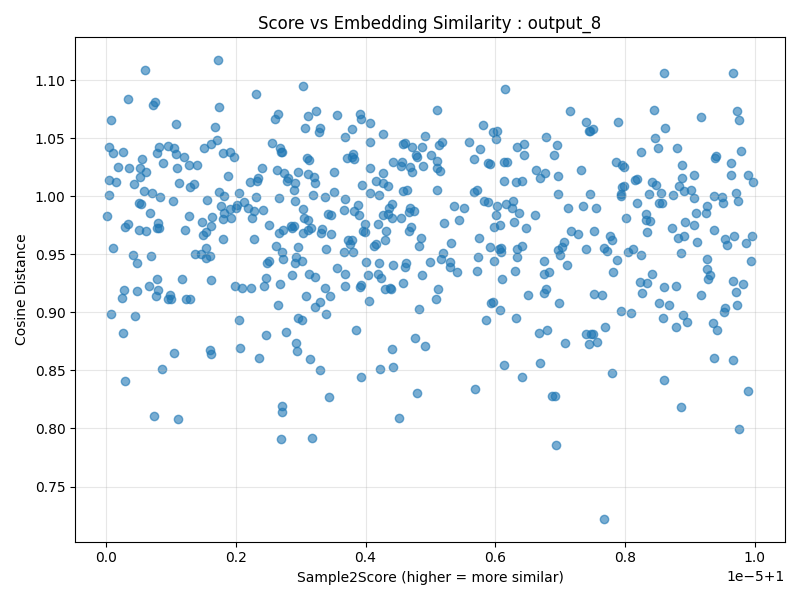 Score vs Embedding Similarity : output_8
Cosine Distance
1.10
1.05
1.00
0.95
0.90
0.85
0.80
0.75
0.0 0.2 0.4 0.6 0.8 1.0
Sample2Score (higher = more similar)
1e−5+1